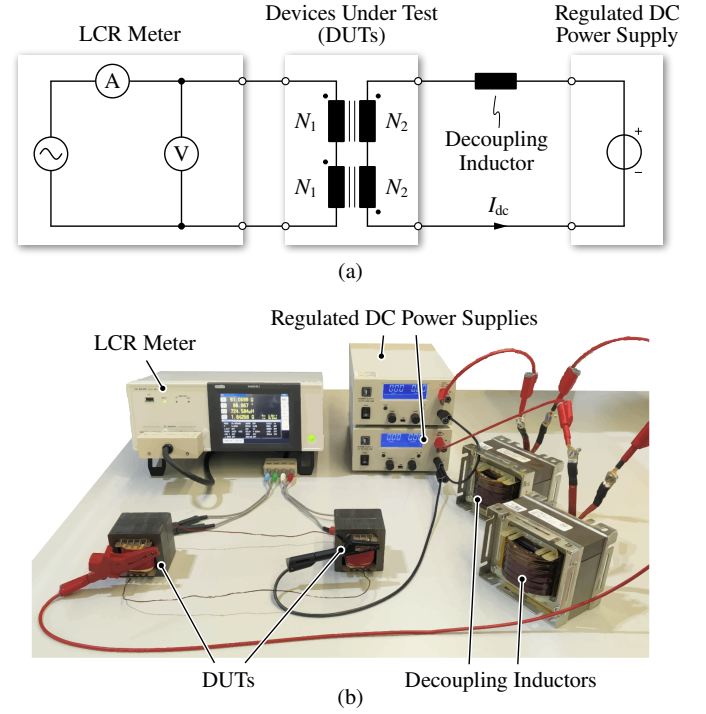 LCR Meter
Devices Under Test
(DUTs)
Regulated DC
Power Supply
A
V
N1
N2
N1
N2
Decoupling
Inductor
Idc
+
−
(a)
Regulated DC Power Supplies
LCR Meter
DUTs
Decoupling Inductors
(b)